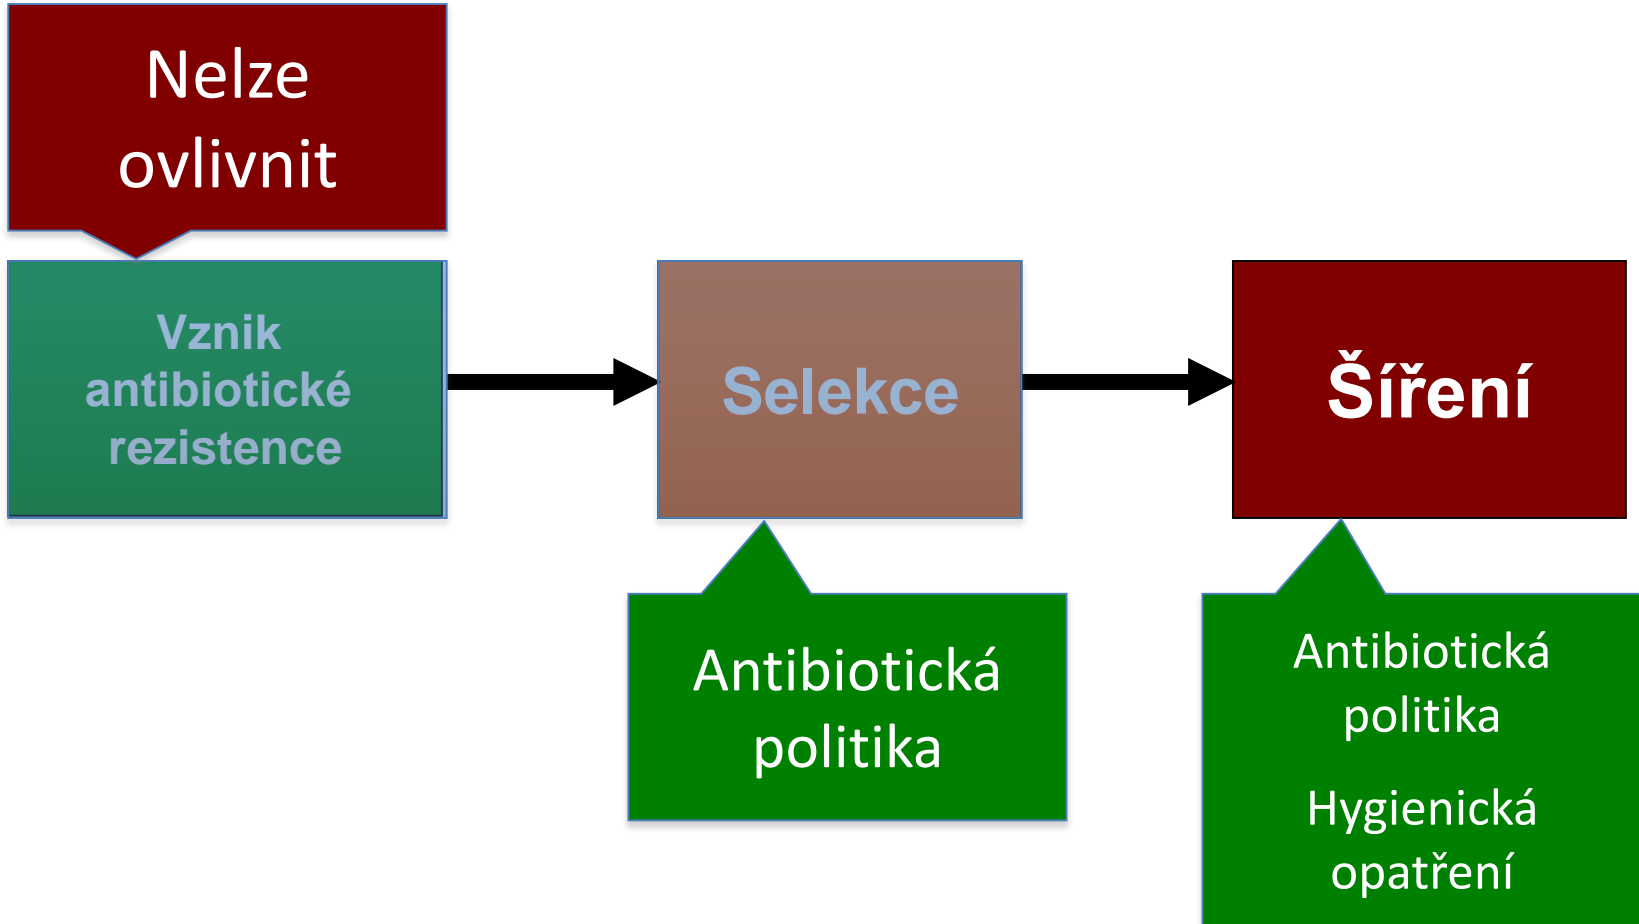 Nelze
ovlivnit
Vznik
antibiotické
rezistence
Selekce
Šíření
Antibiotická
politika
Antibiotická
politika
Hygienická
opatření